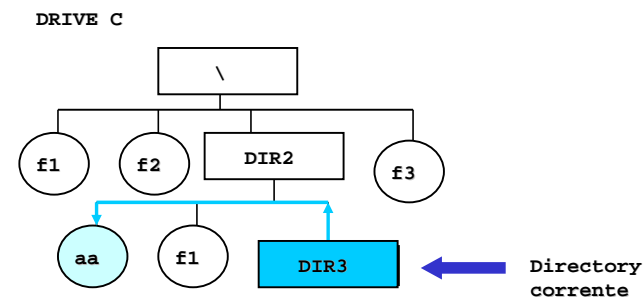 DRIVE C
\
f1
f2
DIR2
f3
aa
f1
DIR3
Directory
corrente